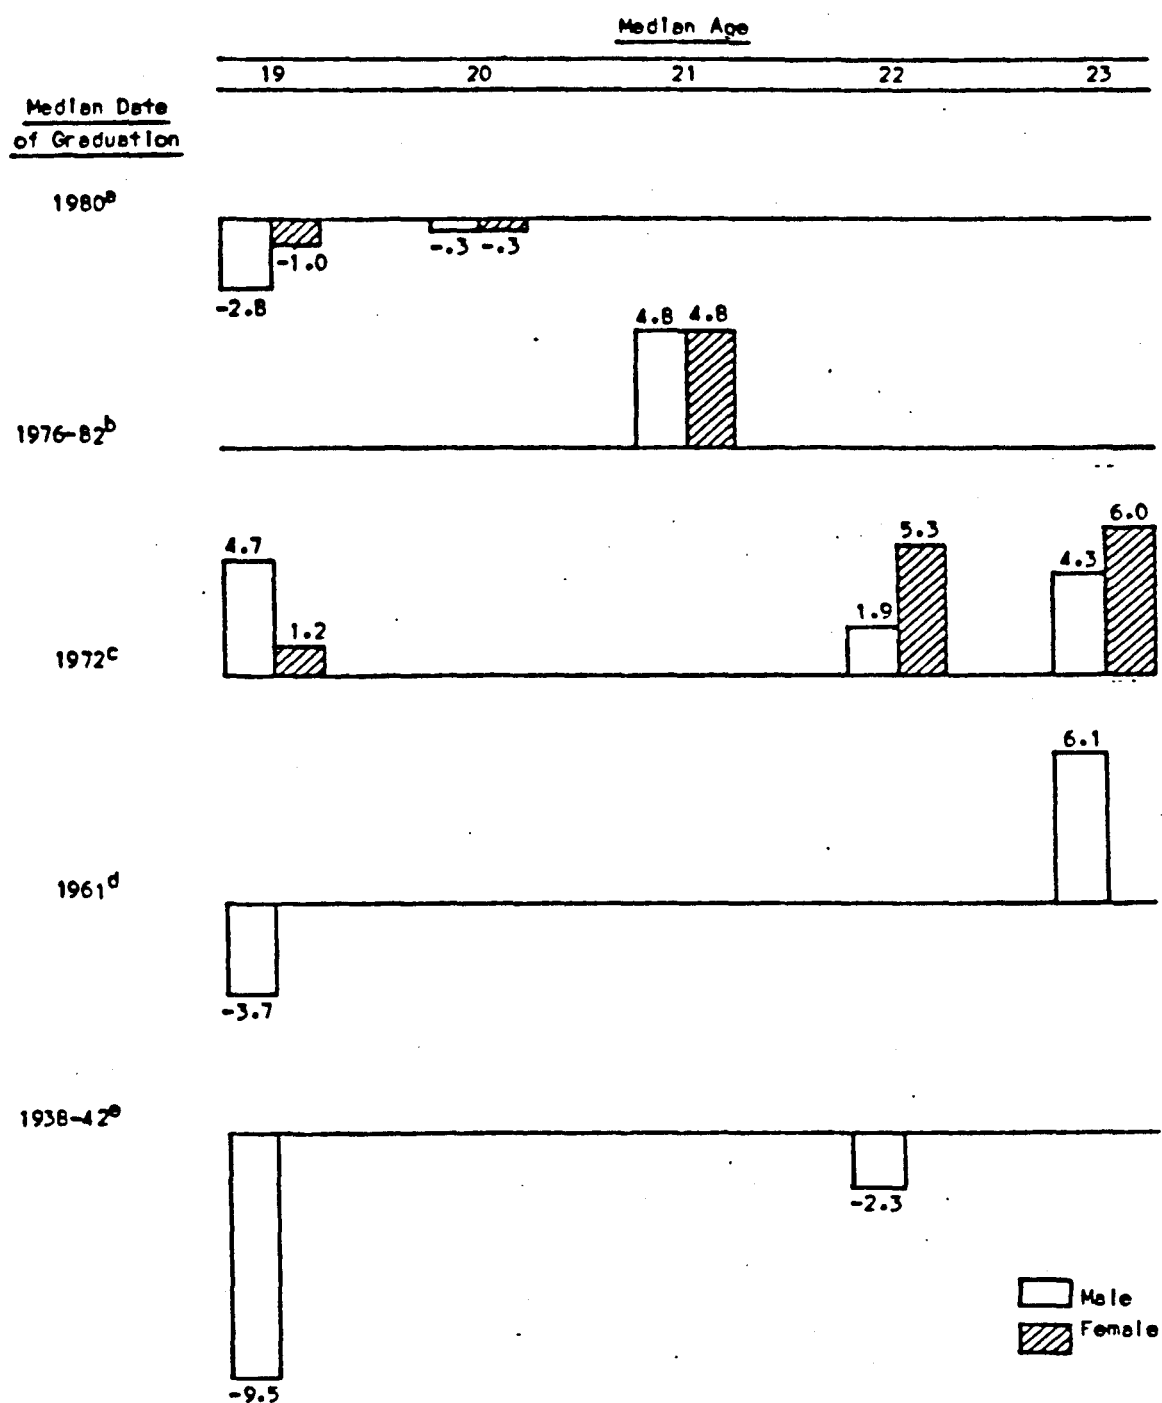 Median Age
19 20 21 22 23
Median Date
of Graduation
1980a
-1.0
-.3 -.3
-2.8
4.8 4.8
1976-82b
6.0
5.3
4.7
4.3
1.9
1.2
1972c
6.1
1961d
-3.7
1938-42e
-2.3
Male
Female
-9.5